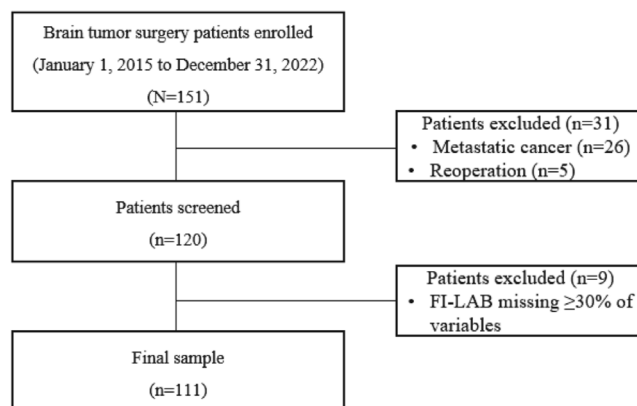 Brain tumor surgery patients enrolled
(January 1, 2015 to December 31, 2022)
(N=151)
Patients excluded (n=31)
• Metastatic cancer (n=26)
• Reoperation (n=5)
Patients screened
(n=120)
Patients excluded (n=9)
• FI-LAB missing ≥30% of
variables
Final sample
(n=111)